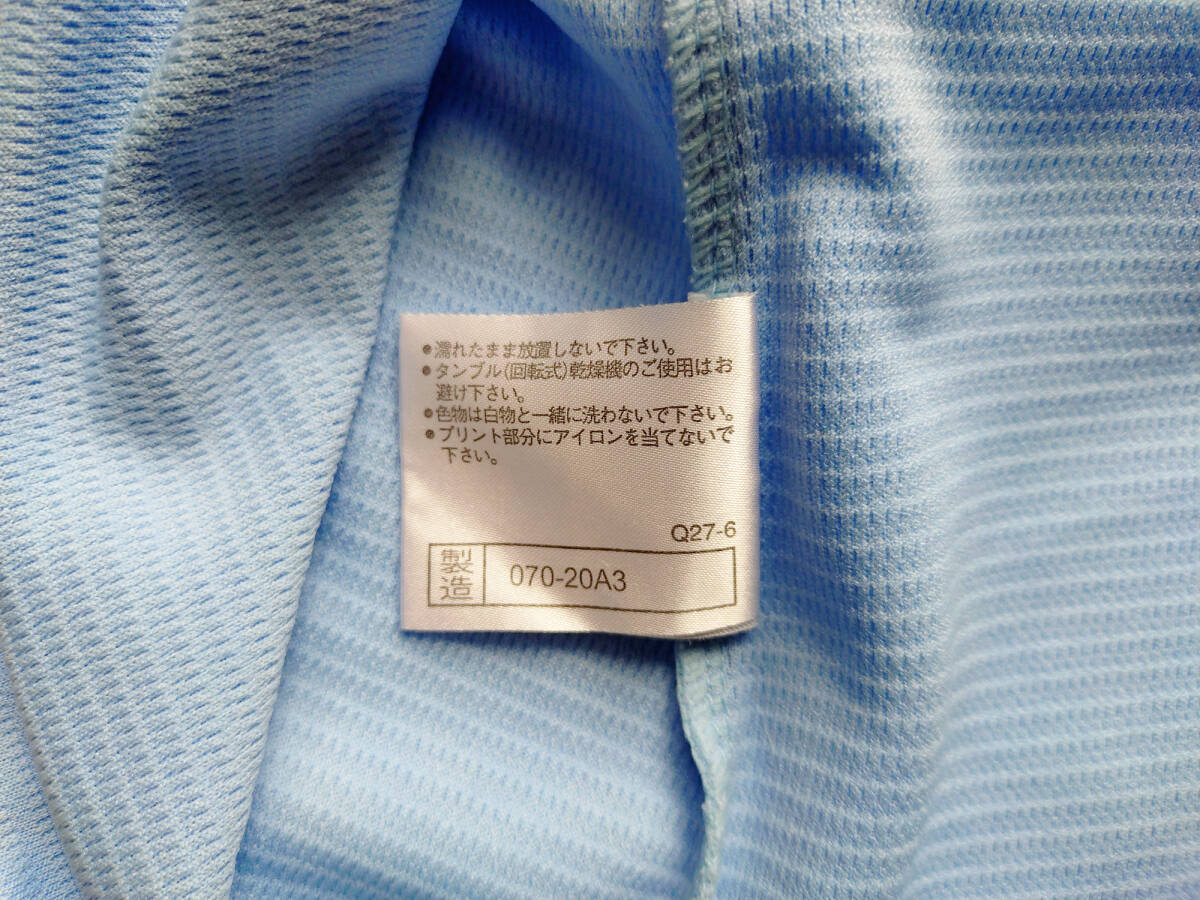 ●濡れたまま放置しないで下さい。
●タンブル(回転式)乾燥機のご使用はお
避け下さい。
●色物は白物と一緒に洗わないで下さい。
●プリント部分にアイロンを当てないで
下さい。
Q27-6
製造 070-20A3